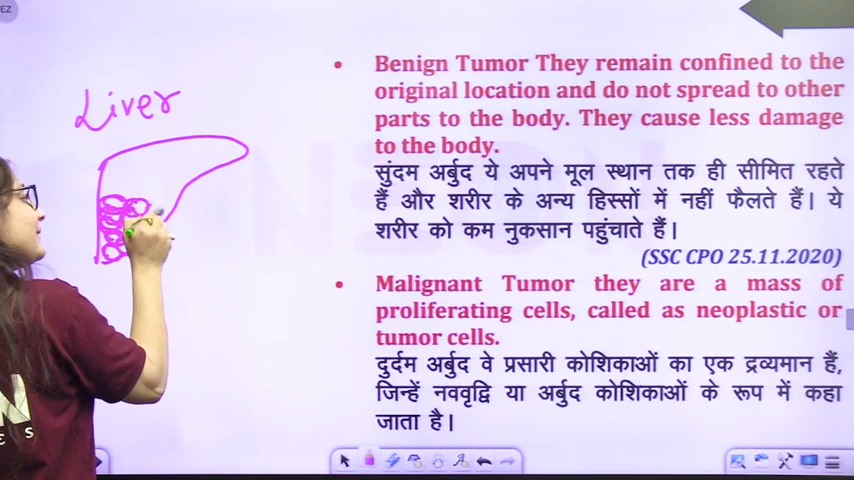 EZ
Liver
• Benign Tumor They remain confined to the
original location and do not spread to other
parts to the body. They cause less damage
to the body.
सुंदम अर्बुद ये अपने मूल स्थान तक ही सीमित रहते
हैं और शरीर के अन्य हिस्सों में नहीं फैलते हैं। ये
शरीर को कम नुकसान पहुंचाते हैं।
(SSC CPO 25.11.2020)
• Malignant Tumor they are a mass of
proliferating cells, called as neoplastic or
tumor cells.
दुर्दम अर्बुद वे प्रसारी कोशिकाओं का एक द्रव्यमान हैं,
जिन्हें नववृद्वि या अर्बुद कोशिकाओं के रूप में कहा
जाता है।
N
E S